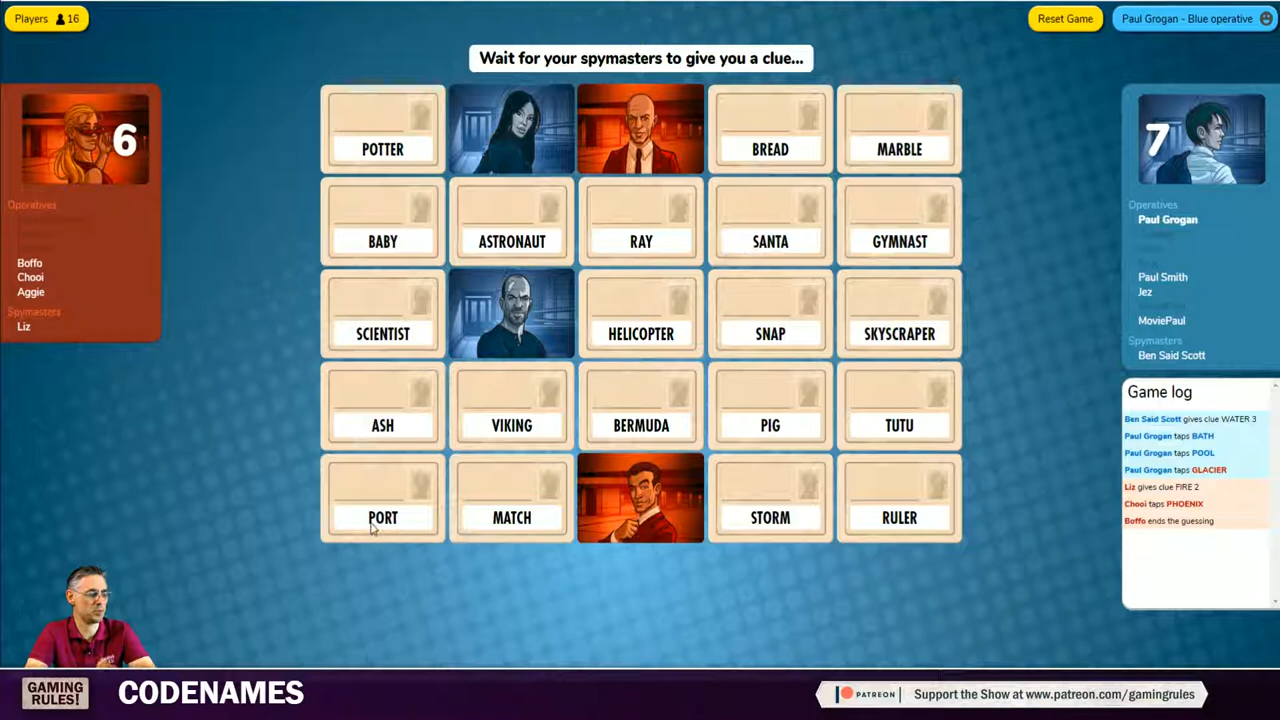 Players 16
Reset Game
Paul Grogan - Blue operative
Wait for your spymasters to give you a clue...
6
Operatives
Boffo
Chooi
Aggie
Spymasters
Liz
POTTER
BREAD
MARBLE
BABY
ASTRONAUT
RAY
SANTA
GYMNAST
SCIENTIST
HELICOPTER
SNAP
SKYSCRAPER
ASH
VIKING
BERMUDA
PIG
TUTU
PORT
MATCH
STORM
RULER
7
Operatives
Paul Grogan
Paul Smith
Jez
MoviePaul
Spymasters
Ben Said Scott
Game log
Ben Said Scott gives clue WATER 3
Paul Grogan taps BATH
Paul Grogan taps POOL
Paul Grogan taps GLACIER
Liz gives clue FIRE 2
Chooi taps PHOENIX
Boffo ends the guessing
GAMING
RULES!
CODENAMES
PATREON
Support the Show at www.patreon.com/gamingrules